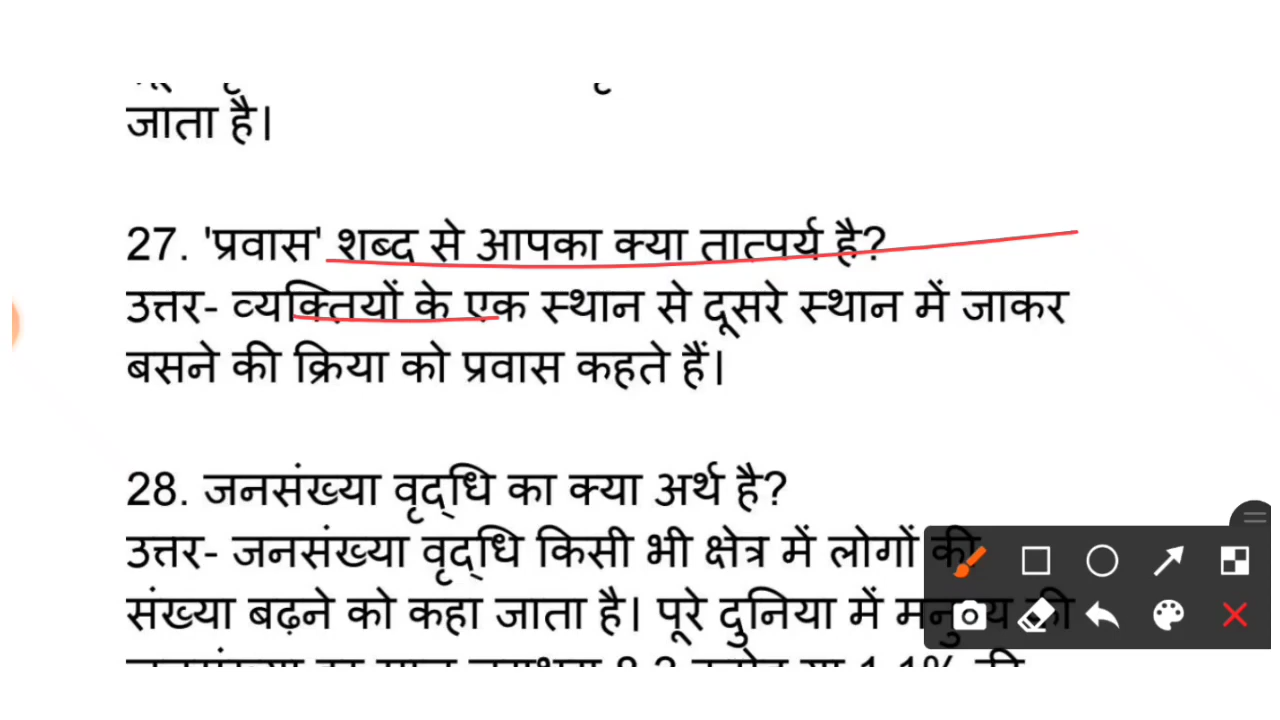 जाता है।
27. 'प्रवास' शब्द से आपका क्या तात्पर्य है?
उत्तर- व्यक्तियों के एक स्थान से दूसरे स्थान में जाकर
बसने की क्रिया को प्रवास कहते हैं।
28. जनसंख्या वृद्धि का क्या अर्थ है?
उत्तर- जनसंख्या वृद्धि किसी भी क्षेत्र में लोगों की
संख्या बढ़ने को कहा जाता है। पूरे दुनिया में मनुष्य की